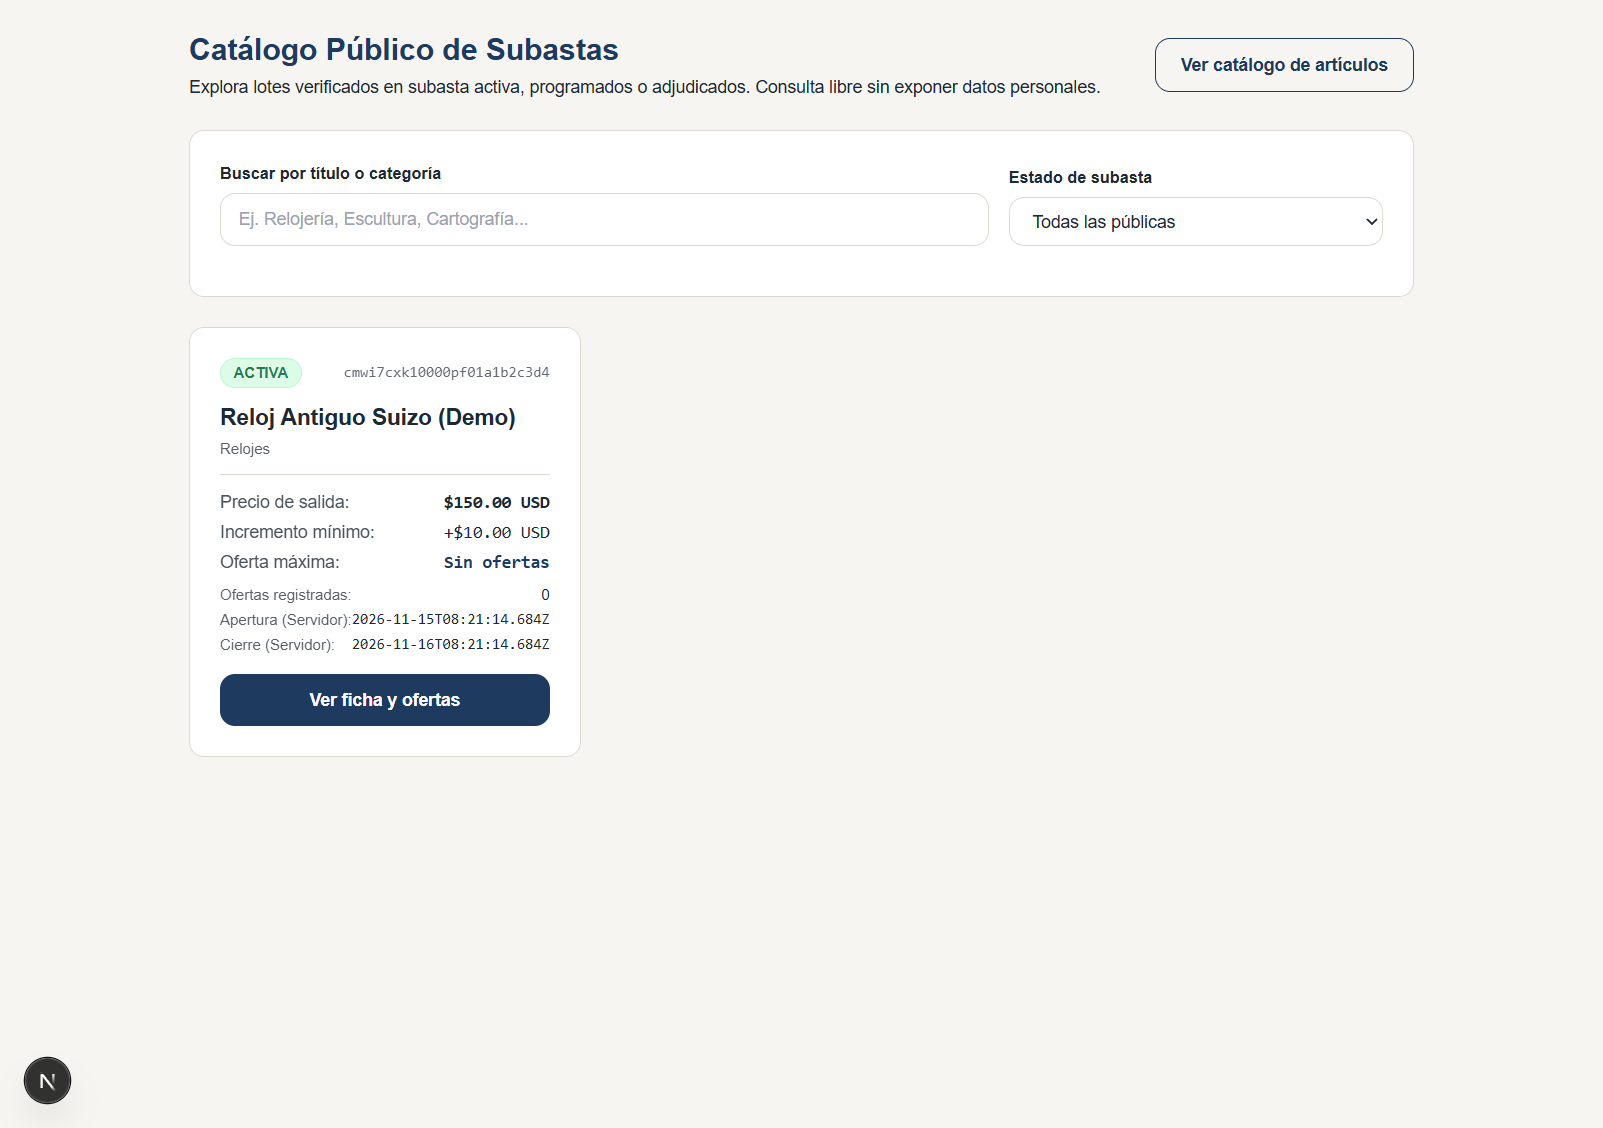 Catálogo Público de Subastas
Explora lotes verificados en subasta activa, programados o adjudicados. Consulta libre sin exponer datos personales.
Ver catálogo de artículos
Buscar por título o categoría
Ej. Relojería, Escultura, Cartografía...
Estado de subasta
Todas las públicas
ACTIVA cmwi7cxk10000pf01a1b2c3d4
Reloj Antiguo Suizo (Demo)
Relojes
Precio de salida: $150.00 USD
Incremento mínimo: +$10.00 USD
Oferta máxima: Sin ofertas
Ofertas registradas: 0
Apertura (Servidor): 2026-11-15T08:21:14.684Z
Cierre (Servidor): 2026-11-16T08:21:14.684Z
Ver ficha y ofertas
N